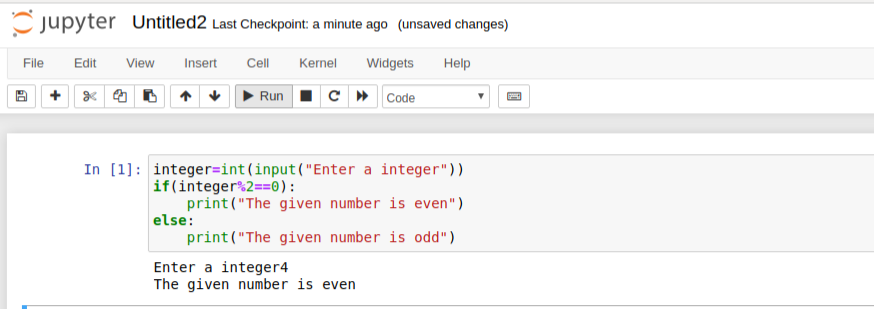 jupyter Untitled2 Last Checkpoint: a minute ago (unsaved changes)
File Edit View Insert Cell Kernel Widgets Help
Run Code
In [1]: integer=int(input("Enter a integer"))
if(integer%2==0):
    print("The given number is even")
else:
    print("The given number is odd")
Enter a integer4
The given number is even